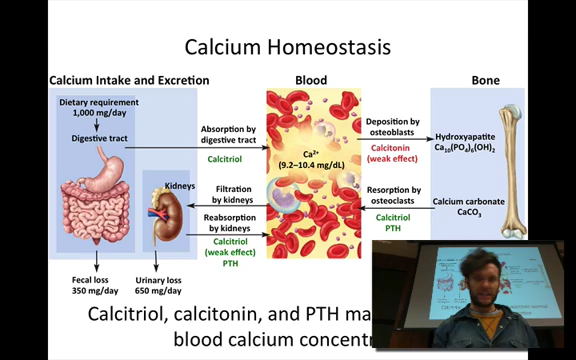 Calcium Homeostasis
Calcium Intake and Excretion
Blood
Bone
Dietary requirement
1,000 mg/day
Digestive tract
Absorption by
digestive tract
Calcitriol
Ca²⁺
(9.2–10.4 mg/dL)
Deposition by
osteoblasts
Calcitonin
(weak effect)
Hydroxyapatite
Ca₁₀(PO₄)₆(OH)₂
Kidneys
Filtration
by kidneys
Reabsorption
by kidneys
Calcitriol
(weak effect)
PTH
Resorption by
osteoclasts
Calcitriol
PTH
Calcium carbonate
CaCO₃
Fecal loss
350 mg/day
Urinary loss
650 mg/day
Calcitriol, calcitonin, and PTH
blood calcium